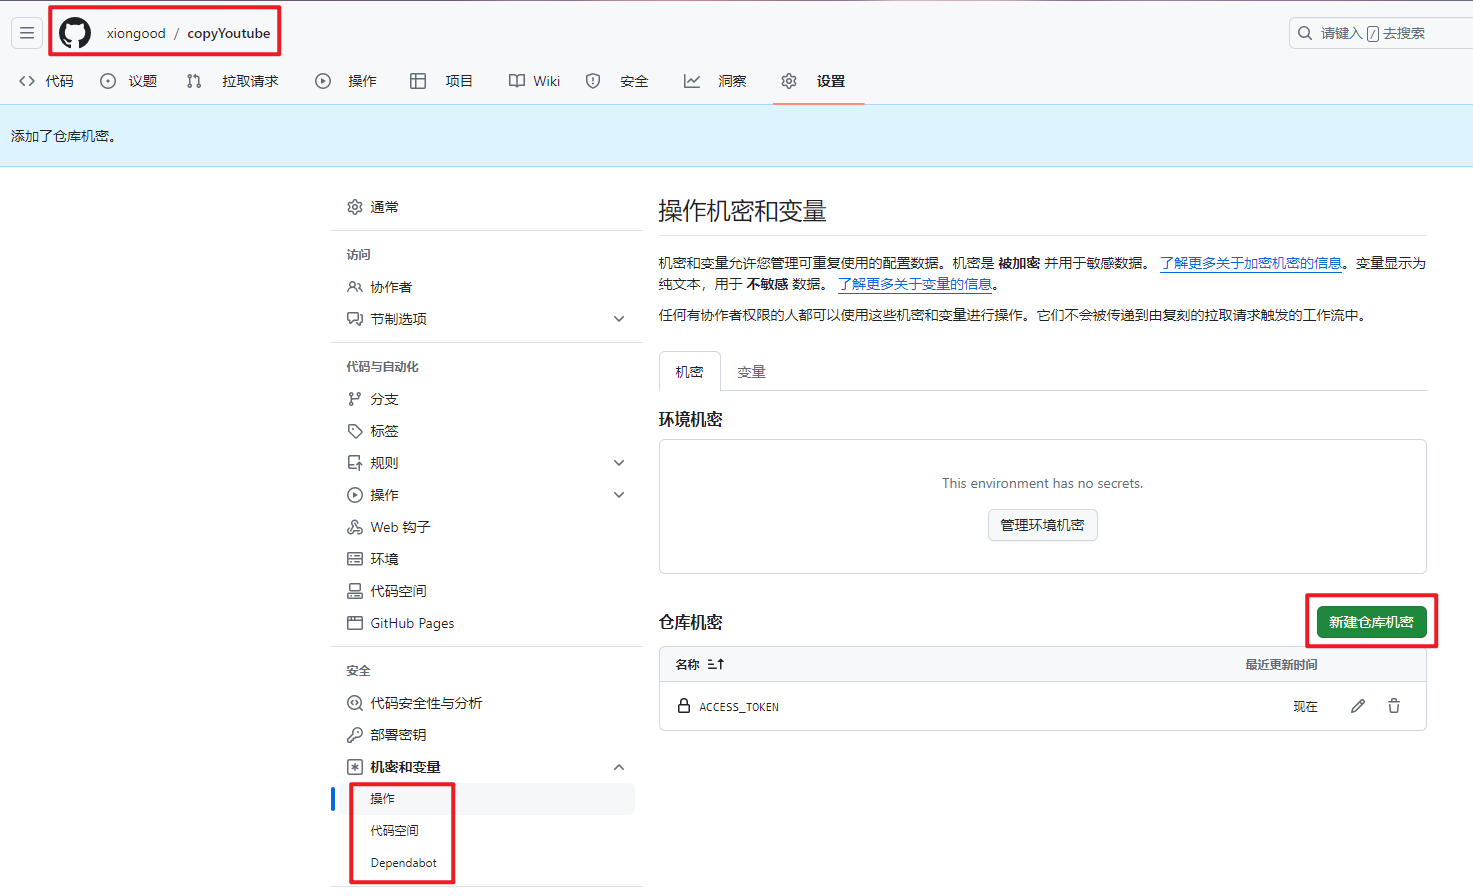 xiongood / copyYoutube
请键入 / 去搜索
代码 议题 拉取请求 操作 项目 Wiki 安全 洞察 设置
添加了仓库机密。
通常
访问
协作者
节制选项
代码与自动化
分支
标签
规则
操作
Web 钩子
环境
代码空间
GitHub Pages
安全
代码安全性与分析
部署密钥
机密和变量
操作
代码空间
Dependabot
操作机密和变量
机密和变量允许您管理可重复使用的配置数据。机密是 被加密 并用于敏感数据。 了解更多关于加密机密的信息。变量显示为
纯文本，用于 不敏感 数据。 了解更多关于变量的信息。
任何有协作者权限的人都可以使用这些机密和变量进行操作。它们不会被传递到由复刻的拉取请求触发的工作流中。
机密 变量
环境机密
This environment has no secrets.
管理环境机密
仓库机密
新建仓库机密
名称 最近更新时间
ACCESS_TOKEN 现在